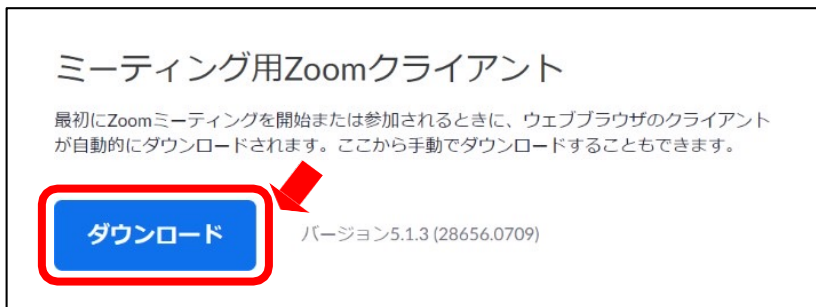 ミーティング用Zoomクライアント
最初にZoomミーティングを開始または参加されるときに、ウェブブラウザのクライアント
が自動的にダウンロードされます。ここから手動でダウンロードすることもできます。
ダウンロード
バージョン5.1.3 (28656.0709)